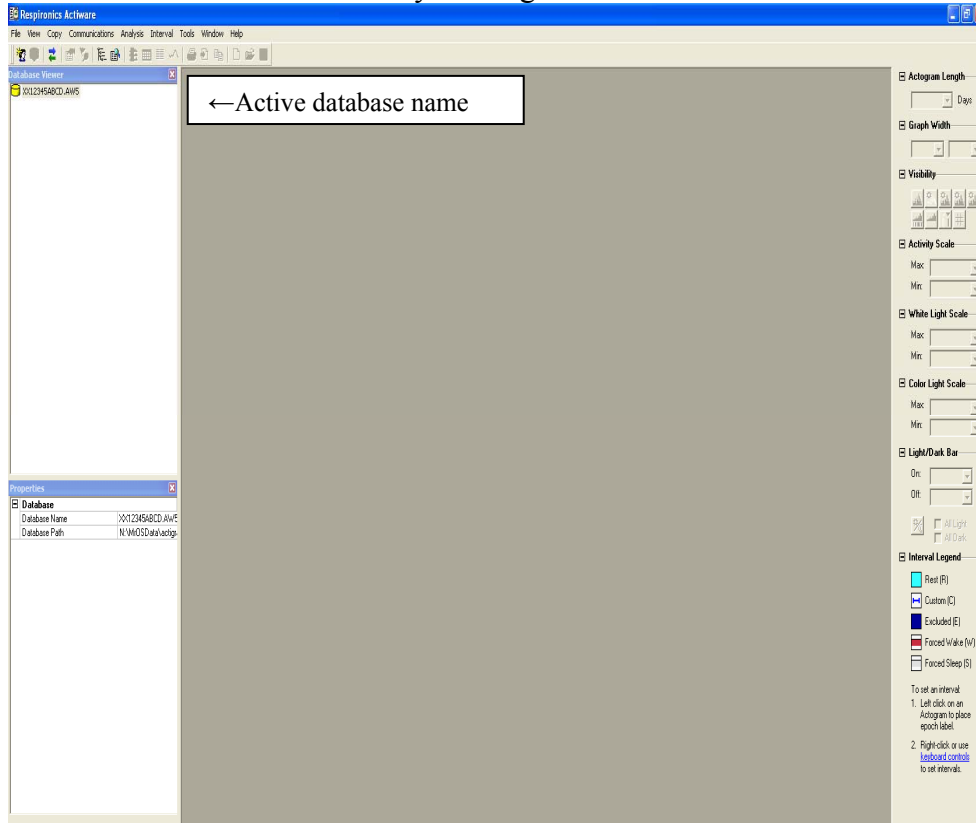 Respironics Actiware
File View Copy Communications Analysis Interval Tools Window Help
Database Viewer
XX12345ABCD.AW5
←Active database name
Properties
Database
Database Name XX12345ABCD.AW5
Database Path N:\MrOSData\actigr
Actogram Length
Days
Graph Width
Visibility
Activity Scale
Max:
Min:
White Light Scale
Max:
Min:
Color Light Scale
Max:
Min:
Light/Dark Bar
On:
Off:
All Light
All Dark
Interval Legend
Rest (R)
Custom (C)
Excluded (E)
Forced Wake (W)
Forced Sleep (S)
To set an interval:
1. Left click on an
Actogram to place
epoch label.
2. Right-click or use
keyboard controls
to set intervals.